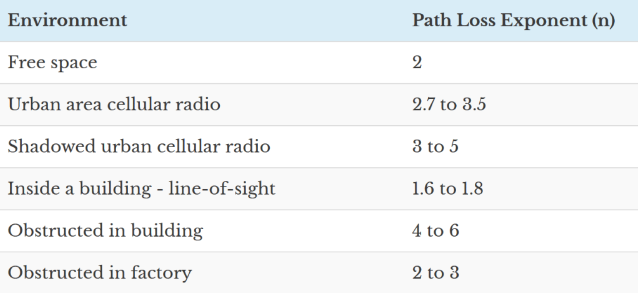 Environment Path Loss Exponent (n)
Free space 2
Urban area cellular radio 2.7 to 3.5
Shadowed urban cellular radio 3 to 5
Inside a building - line-of-sight 1.6 to 1.8
Obstructed in building 4 to 6
Obstructed in factory 2 to 3